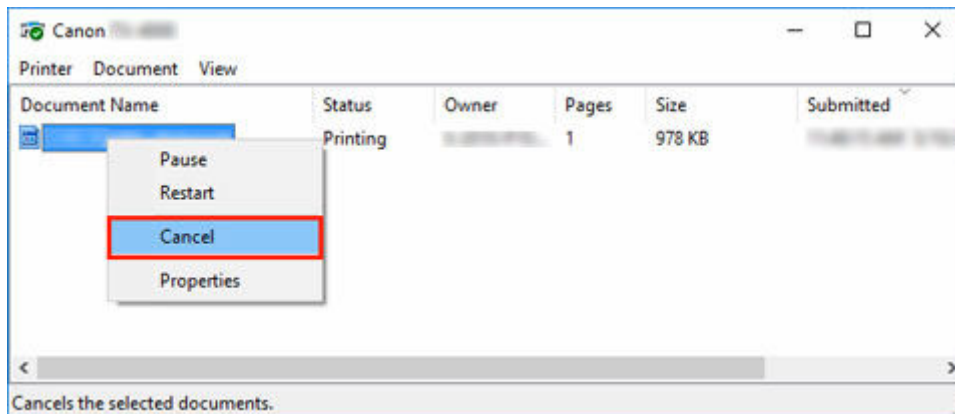 Canon
Printer Document View
Document Name Status Owner Pages Size Submitted
Printing 1 978 KB
Pause
Restart
Cancel
Properties
Cancels the selected documents.